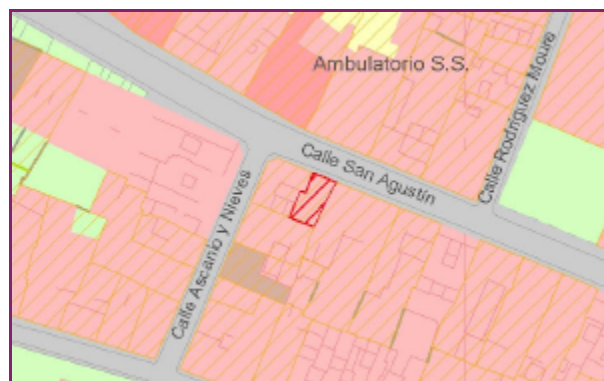 Ambulatorio S.S.
Calle Rodríguez Moure
Calle San Agustín
Calle Ascanio y Nieves